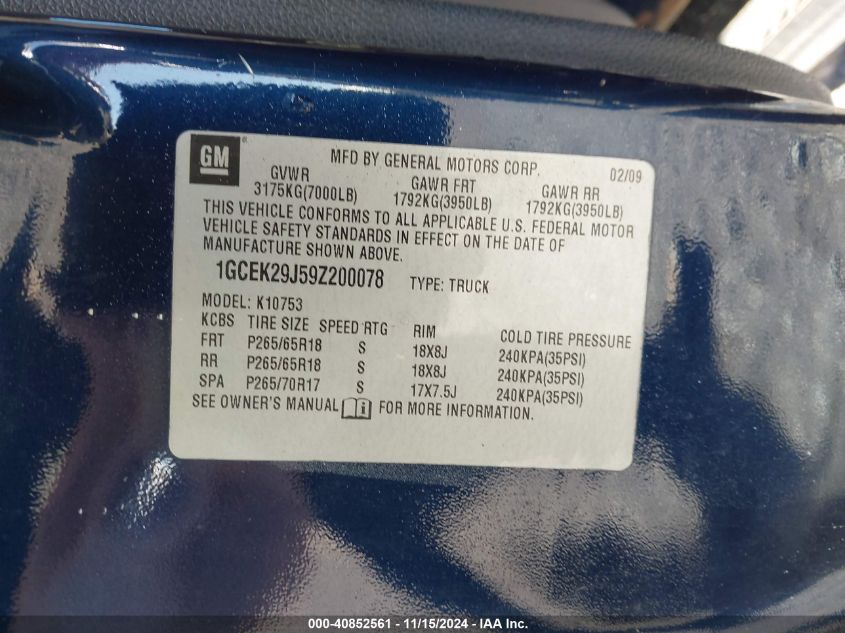 GM
MFD BY GENERAL MOTORS CORP. 02/09
GVWR GAWR FRT GAWR RR
3175KG(7000LB) 1792KG(3950LB) 1792KG(3950LB)
THIS VEHICLE CONFORMS TO ALL APPLICABLE U.S. FEDERAL MOTOR
VEHICLE SAFETY STANDARDS IN EFFECT ON THE DATE OF
MANUFACTURE SHOWN ABOVE.
1GCEK29J59Z200078 TYPE: TRUCK
MODEL: K10753
KCBS TIRE SIZE SPEED RTG RIM COLD TIRE PRESSURE
FRT P265/65R18 S 18X8J 240KPA(35PSI)
RR P265/65R18 S 18X8J 240KPA(35PSI)
SPA P265/70R17 S 17X7.5J 240KPA(35PSI)
SEE OWNER'S MANUAL i FOR MORE INFORMATION.
000-40852561 - 11/15/2024 - IAA Inc.